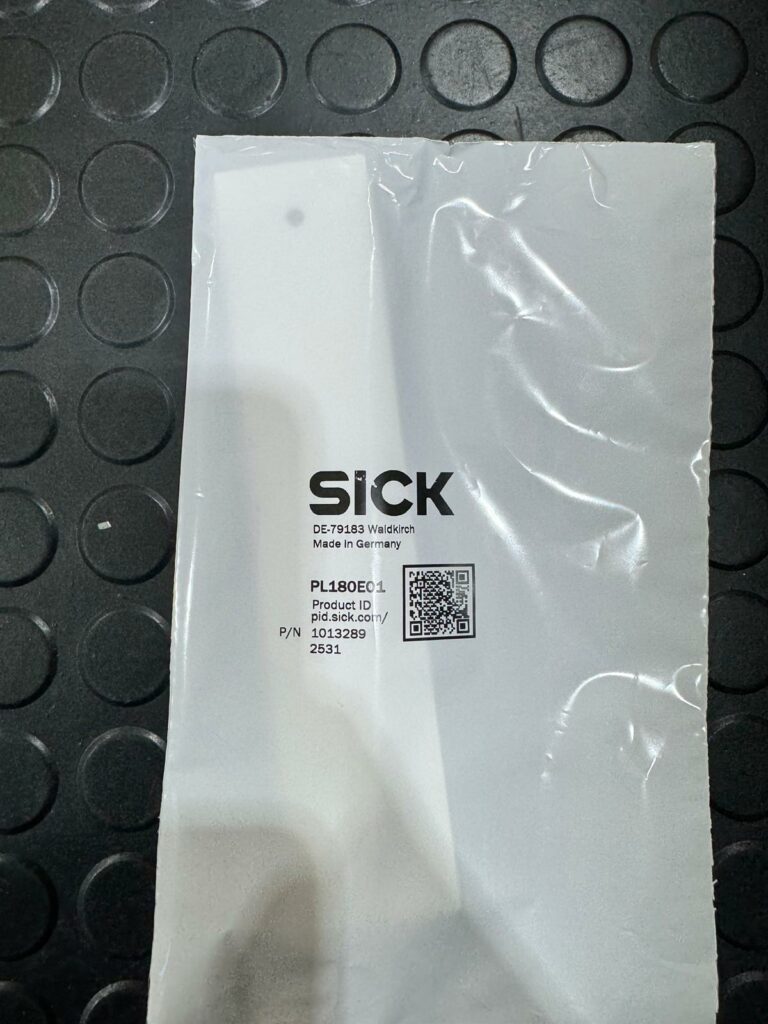 SICK
DE-79183 Waldkirch
Made in Germany
PL180E01
Product ID
pid.sick.com/
P/N 1013289
2531